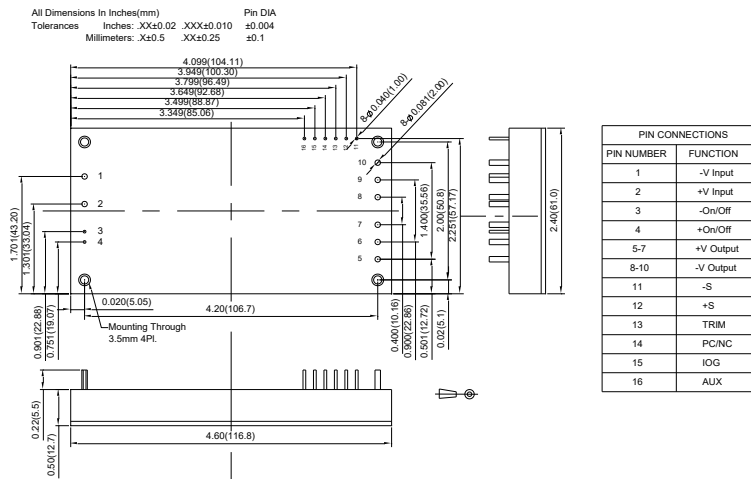 All Dimensions In Inches(mm) Pin DIA
Tolerances Inches: .XX±0.02 .XXX±0.010 ±0.004
Millimeters: .X±0.5 .XX±0.25 ±0.1
4.099(104.11)
3.949(100.30)
3.799(96.49)
3.649(92.68)
3.499(88.87)
3.349(85.06)
8-ϕ0.040(1.00)
8-ϕ0.081(2.00)
16 15 14 13 12 11
10
9
8
7
6
5
1
2
3
4
1.701(43.20)
1.301(33.04)
0.901(22.88)
0.751(19.07)
0.020(5.05)
4.20(106.7)
Mounting Through
3.5mm 4Pl.
1.400(35.56)
2.00(50.8)
2.251(57.17)
0.400(10.16)
0.900(22.86)
0.501(12.72)
0.02(5.1)
2.40(61.0)
0.22(5.5)
0.50(12.7)
4.60(116.8)
PIN CONNECTIONS
PIN NUMBER FUNCTION
1 -V Input
2 +V Input
3 -On/Off
4 +On/Off
5-7 +V Output
8-10 -V Output
11 -S
12 +S
13 TRIM
14 PC/NC
15 IOG
16 AUX